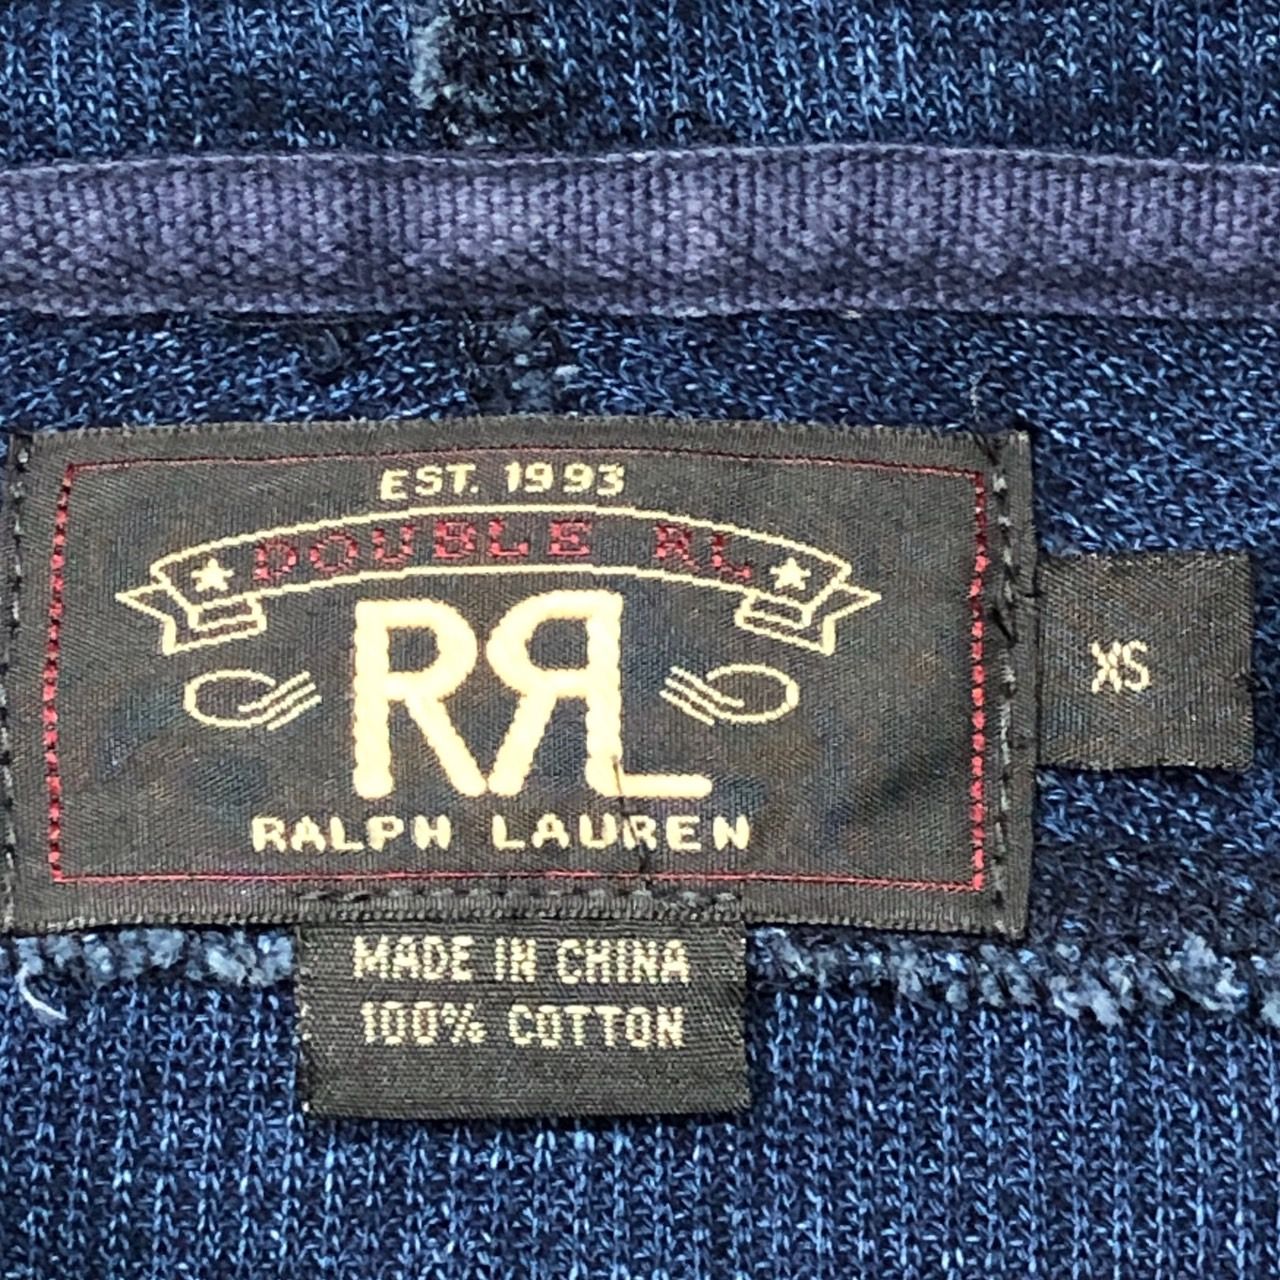 EST. 1993
DOUBLE RL
RRL
RALPH LAUREN
XS
MADE IN CHINA
100% COTTON